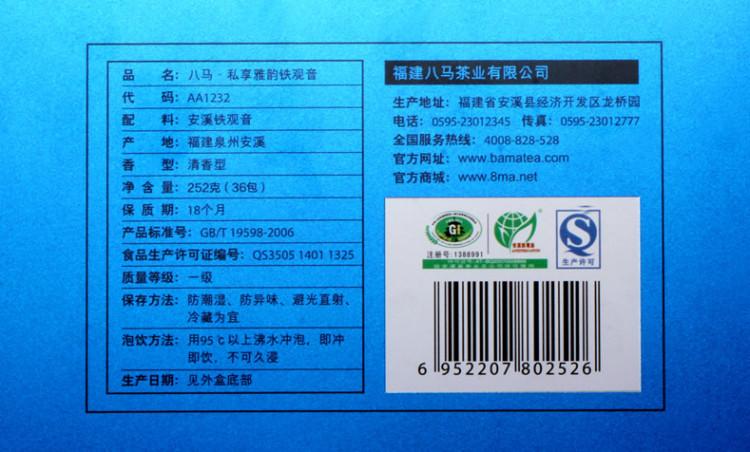 品名：八马·私享雅韵铁观音
代码：AA1232
配料：安溪铁观音
产地：福建泉州安溪
香型：清香型
净含量：252克（36包）
保质期：18个月
产品标准号：GB/T 19598-2006
食品生产许可证编号：QS3505 1401 1325
质量等级：一级
保存方法：防潮湿、防异味、避光直射、
冷藏为宜
泡饮方法：用95℃以上沸水冲泡，即冲
即饮，不可久浸
生产日期：见外盒底部
福建八马茶业有限公司
生产地址：福建省安溪县经济开发区龙桥园
电话：0595-23012345 传真：0595-23012777
全国服务热线：4008-828-528
官方网址：www.bamatea.com
官方商城：www.8ma.net
GI
注册号：1388991
生产许可
6 952207 802526